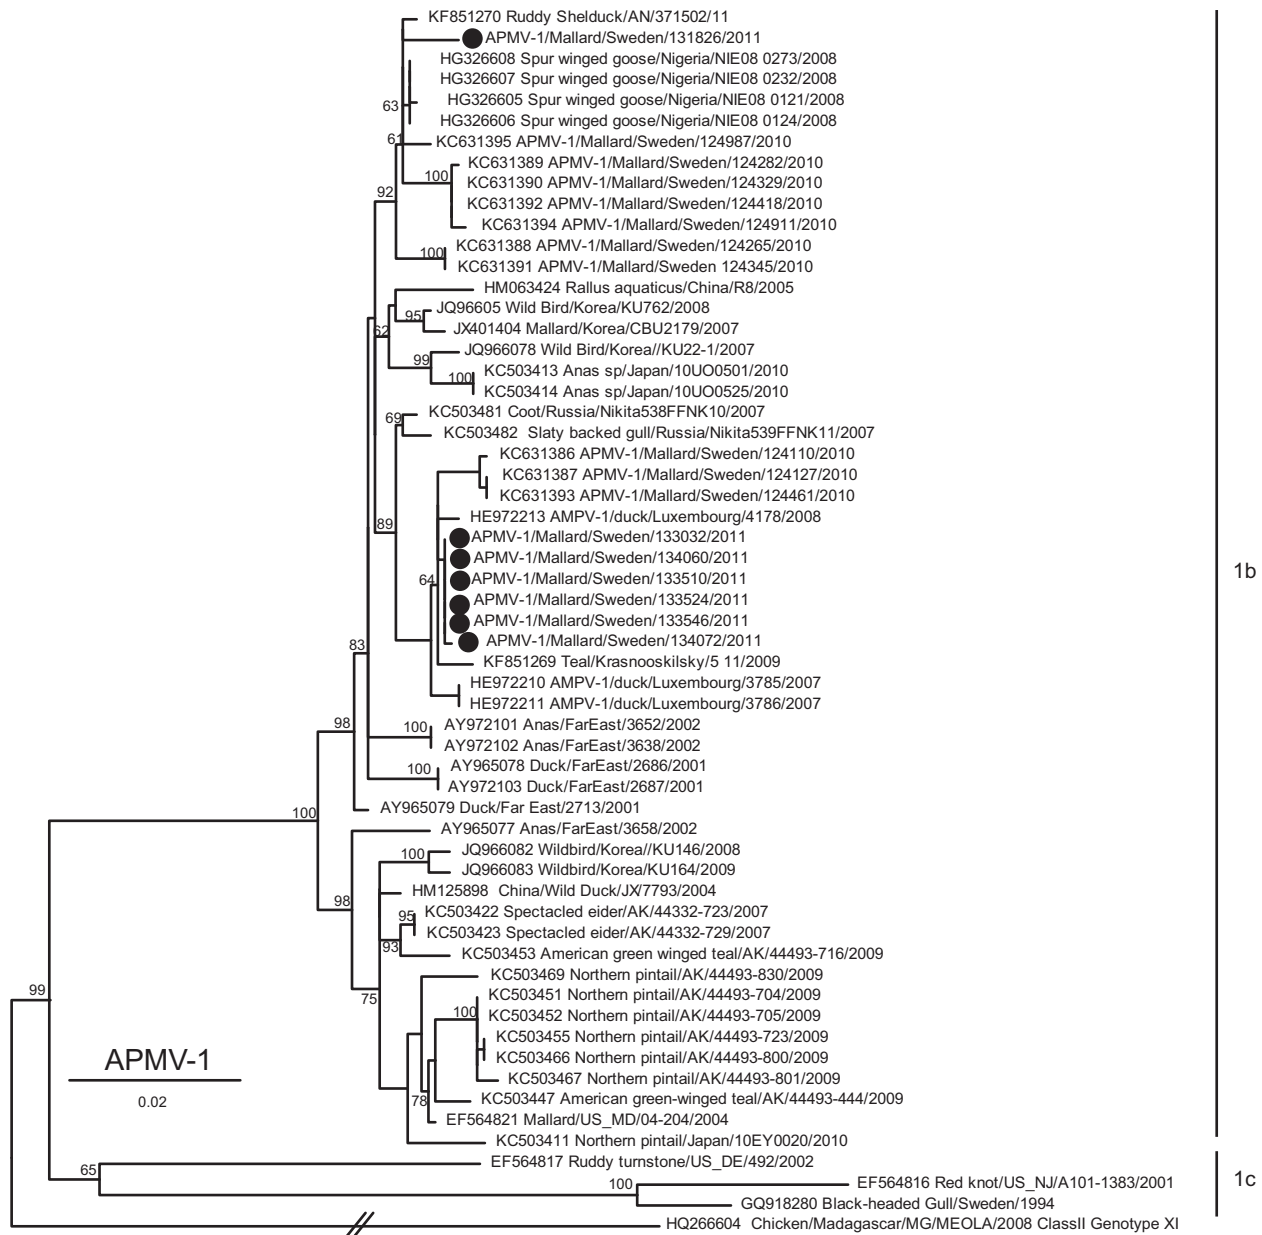 KF851270 Ruddy Shelduck/AN/371502/11
APMV-1/Mallard/Sweden/131826/2011
HG326608 Spur winged goose/Nigeria/NIE08 0273/2008
HG326607 Spur winged goose/Nigeria/NIE08 0232/2008
63
HG326605 Spur winged goose/Nigeria/NIE08 0121/2008
HG326606 Spur winged goose/Nigeria/NIE08 0124/2008
61
KC631395 APMV-1/Mallard/Sweden/124987/2010
KC631389 APMV-1/Mallard/Sweden/124282/2010
100
KC631390 APMV-1/Mallard/Sweden/124329/2010
92
KC631392 APMV-1/Mallard/Sweden/124418/2010
KC631394 APMV-1/Mallard/Sweden/124911/2010
KC631388 APMV-1/Mallard/Sweden/124265/2010
100
KC631391 APMV-1/Mallard/Sweden 124345/2010
HM063424 Rallus aquaticus/China/R8/2005
JQ96605 Wild Bird/Korea/KU762/2008
95
62
JX401404 Mallard/Korea/CBU2179/2007
JQ966078 Wild Bird/Korea//KU22-1/2007
99
KC503413 Anas sp/Japan/10UO0501/2010
100
KC503414 Anas sp/Japan/10UO0525/2010
KC503481 Coot/Russia/Nikita538FFNK10/2007
69
KC503482 Slaty backed gull/Russia/Nikita539FFNK11/2007
KC631386 APMV-1/Mallard/Sweden/124110/2010
KC631387 APMV-1/Mallard/Sweden/124127/2010
KC631393 APMV-1/Mallard/Sweden/124461/2010
HE972213 AMPV-1/duck/Luxembourg/4178/2008
89
APMV-1/Mallard/Sweden/133032/2011
APMV-1/Mallard/Sweden/134060/2011
1b
64
APMV-1/Mallard/Sweden/133510/2011
APMV-1/Mallard/Sweden/133524/2011
APMV-1/Mallard/Sweden/133546/2011
APMV-1/Mallard/Sweden/134072/2011
83
KF851269 Teal/Krasnooskilsky/5 11/2009
HE972210 AMPV-1/duck/Luxembourg/3785/2007
HE972211 AMPV-1/duck/Luxembourg/3786/2007
98
100
AY972101 Anas/FarEast/3652/2002
AY972102 Anas/FarEast/3638/2002
100
AY965078 Duck/FarEast/2686/2001
AY972103 Duck/FarEast/2687/2001
AY965079 Duck/Far East/2713/2001
100
AY965077 Anas/FarEast/3658/2002
JQ966082 Wildbird/Korea//KU146/2008
100
JQ966083 Wildbird/Korea/KU164/2009
HM125898 China/Wild Duck/JX/7793/2004
98
95
KC503422 Spectacled eider/AK/44332-723/2007
KC503423 Spectacled eider/AK/44332-729/2007
93
KC503453 American green winged teal/AK/44493-716/2009
KC503469 Northern pintail/AK/44493-830/2009
99
75
KC503451 Northern pintail/AK/44493-704/2009
100
KC503452 Northern pintail/AK/44493-705/2009
KC503455 Northern pintail/AK/44493-723/2009
APMV-1
KC503466 Northern pintail/AK/44493-800/2009
KC503467 Northern pintail/AK/44493-801/2009
0.02
78
KC503447 American green-winged teal/AK/44493-444/2009
EF564821 Mallard/US_MD/04-204/2004
KC503411 Northern pintail/Japan/10EY0020/2010
65
EF564817 Ruddy turnstone/US_DE/492/2002
1c
100
EF564816 Red knot/US_NJ/A101-1383/2001
GQ918280 Black-headed Gull/Sweden/1994
HQ266604 Chicken/Madagascar/MG/MEOLA/2008 ClassII Genotype XI